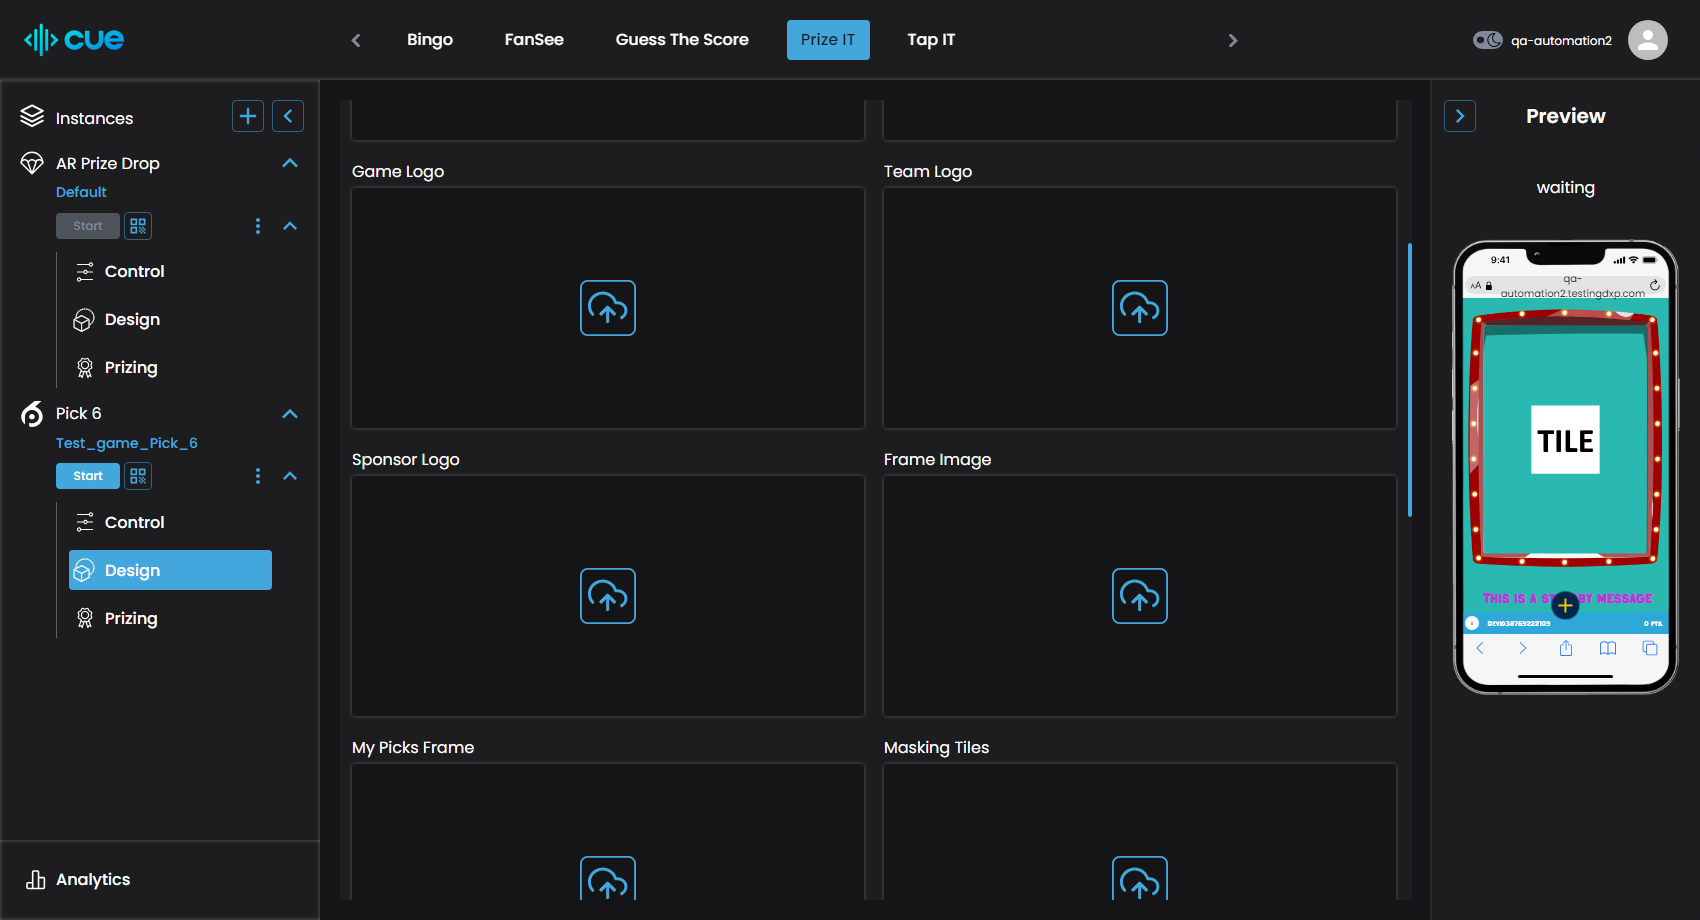 cue
Bingo
FanSee
Guess The Score
Prize IT
Tap IT
qa-automation2
Instances
AR Prize Drop
Default
Start
Control
Design
Prizing
Pick 6
Test_game_Pick_6
Start
Control
Design
Prizing
Analytics
Game Logo
Team Logo
Sponsor Logo
Frame Image
My Picks Frame
Masking Tiles
Preview
waiting
9:41
AA
qa-
automation2.testingdxp.com
TILE
THIS IS A ST BY MESSAGE
0 PTS.